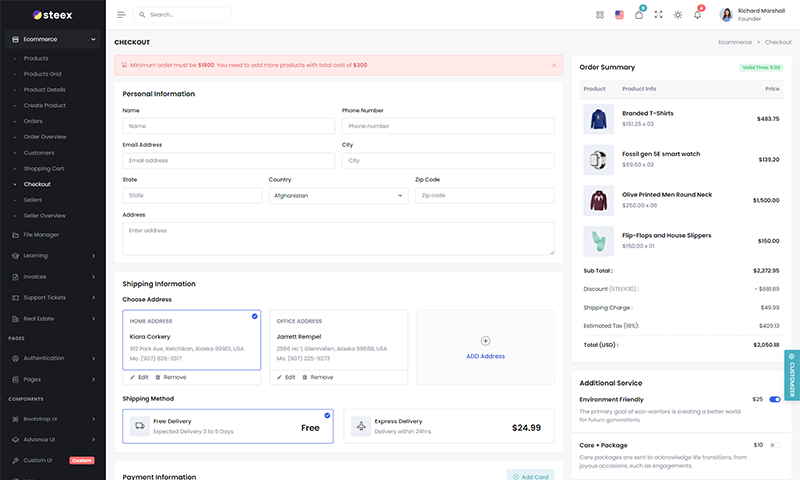 steex
Search...
6
4
Richard Marshall
Founder
Ecommerce
Products
Products Grid
Product Details
Create Product
Orders
Order Overview
Customers
Shopping Cart
Checkout
Sellers
Seller Overview
File Manager
Learning
Invoices
Support Tickets
Real Estate
PAGES
Authentication
Pages
COMPONENTS
Bootstrap UI
Advance UI
Custom UI
Custom
CHECKOUT
Ecommerce > Checkout
Minimum order must be $1800. You need to add more products with total cost of $300
Personal Information
Name
Phone Number
Name
Phone number
Email Address
City
Email address
City
State
Country
Zip Code
State
Afghanistan
Zip code
Address
Enter address
Shipping Information
Choose Address
HOME ADDRESS
Kiara Corkery
912 Park Ave, Ketchikan, Alaska 99901, USA
Mo. (907) 826-3317
Edit Remove
OFFICE ADDRESS
Jarrett Rempel
2566 Hc 1, Glennallen, Alaska 99588, USA
Mo. (907) 225-9273
Edit Remove
ADD Address
Shipping Method
Free Delivery
Expected Delivery 3 to 5 Days
Free
Express Delivery
Delivery within 24hrs.
$24.99
Payment Information
Add Card
Order Summary
Valid Time: 5:00
Product Product Info Price
Branded T-Shirts
$161.25 x 03
$483.75
Fossil gen 5E smart watch
$69.60 x 02
$139.20
Olive Printed Men Round Neck
$250.00 x 06
$1,500.00
Flip-Flops and House Slippers
$150.00 x 01
$150.00
Sub Total : $2,272.95
Discount (STEEX30) : - $681.89
Shipping Charge : $49.99
Estimated Tax (18%): $409.13
Total (USD) : $2,050.18
Additional Service
Environment Friendly
$25
The primary goal of eco-warriors is creating a better world
for future generations.
Care + Package
$10
Care packages are sent to acknowledge life transitions, from
joyous occasions, such as engagements.
CUSTOMIZER